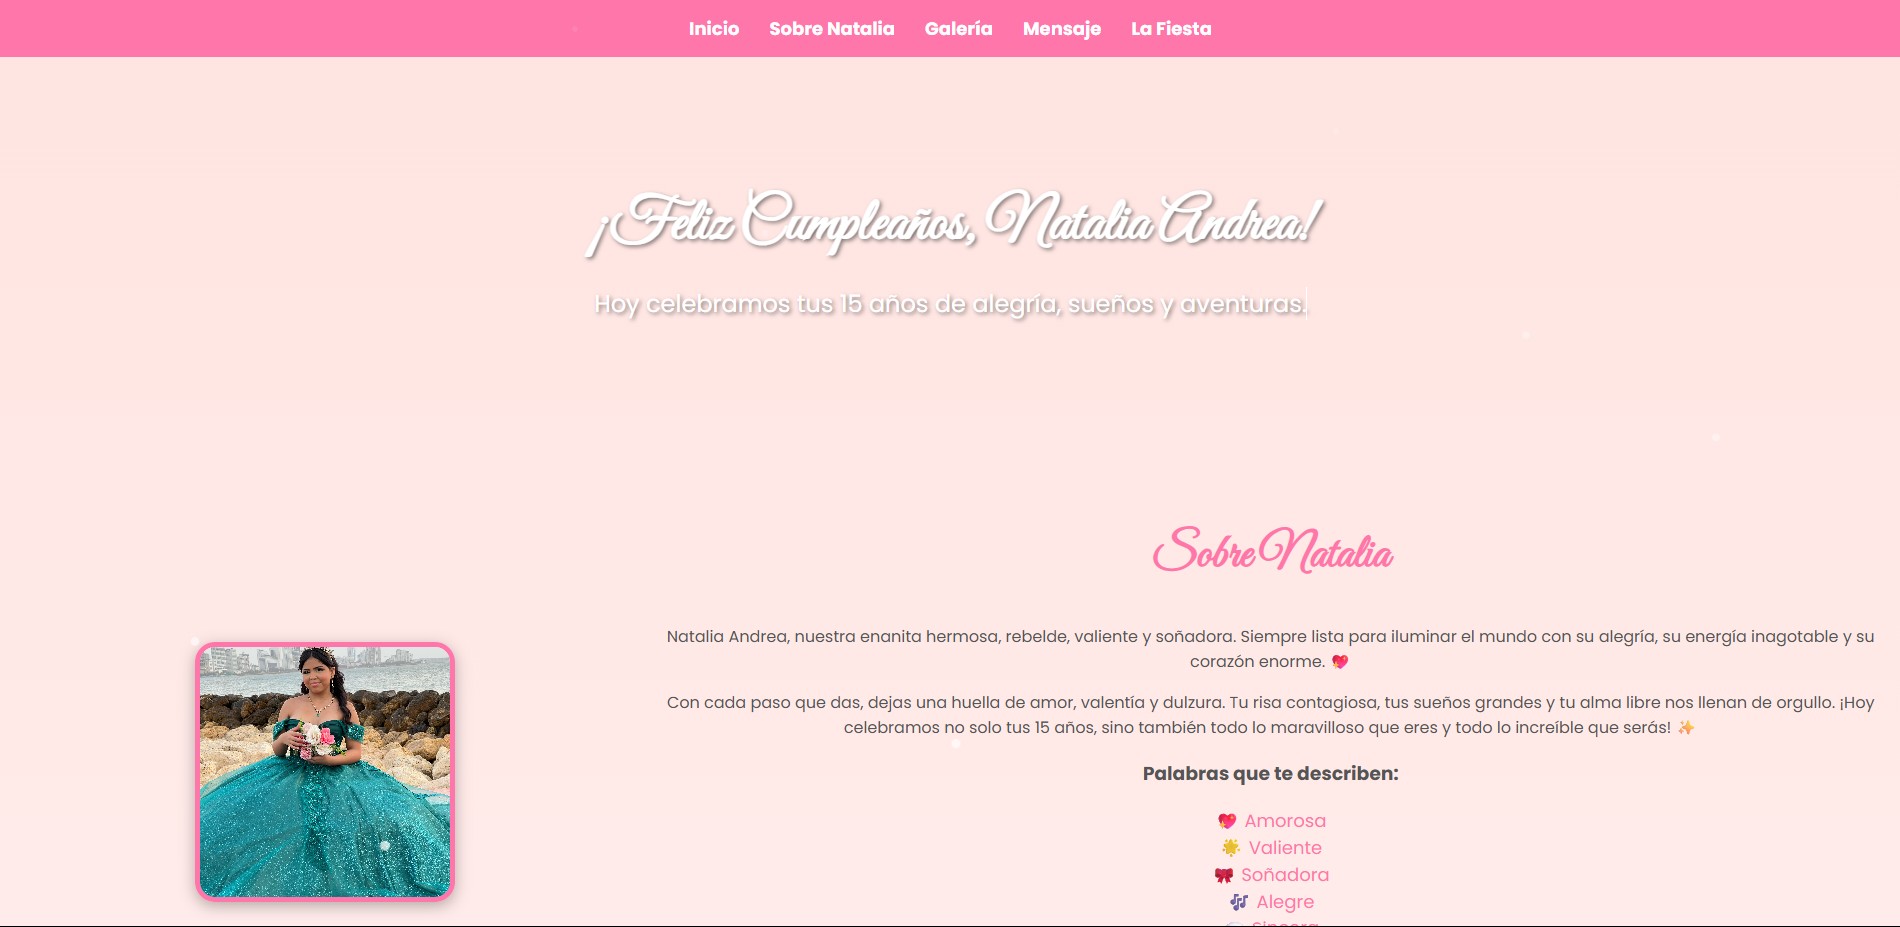 Inicio Sobre Natalia Galería Mensaje La Fiesta
¡Feliz Cumpleaños, Natalia Andrea!
Hoy celebramos tus 15 años de alegría, sueños y aventuras.
Sobre Natalia
Natalia Andrea, nuestra enanita hermosa, rebelde, valiente y soñadora. Siempre lista para iluminar el mundo con su alegría, su energía inagotable y su
corazón enorme. 💖
Con cada paso que das, dejas una huella de amor, valentía y dulzura. Tu risa contagiosa, tus sueños grandes y tu alma libre nos llenan de orgullo. ¡Hoy
celebramos no solo tus 15 años, sino también todo lo maravilloso que eres y todo lo increíble que serás! ✨
Palabras que te describen:
💖 Amorosa
🌟 Valiente
🎀 Soñadora
🎶 Alegre